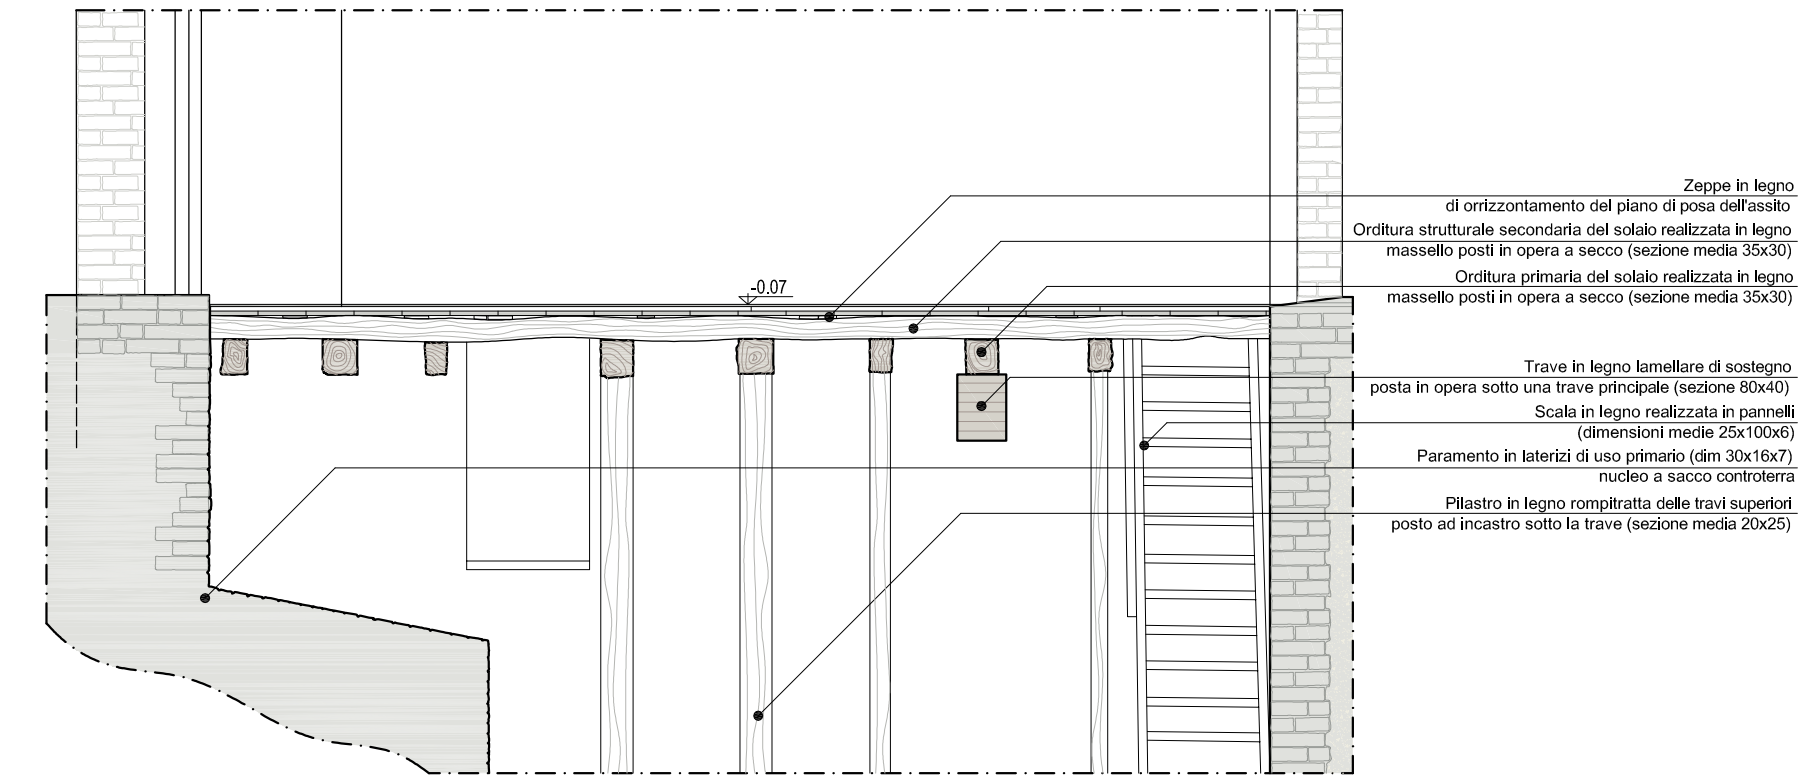 Zeppe in legno
di orrizzontamento del piano di posa dell'assito
Orditura strutturale secondaria del solaio realizzata in legno
massello posti in opera a secco (sezione media 35x30)
-0.07
Orditura primaria del solaio realizzata in legno
massello posti in opera a secco (sezione media 35x30)
Trave in legno lamellare di sostegno
posta in opera sotto una trave principale (sezione 80x40)
Scala in legno realizzata in pannelli
(dimensioni medie 25x100x6)
Paramento in laterizi di uso primario (dim 30x16x7)
nucleo a sacco controterra
Pilastro in legno rompitratta delle travi superiori
posto ad incastro sotto la trave (sezione media 20x25)